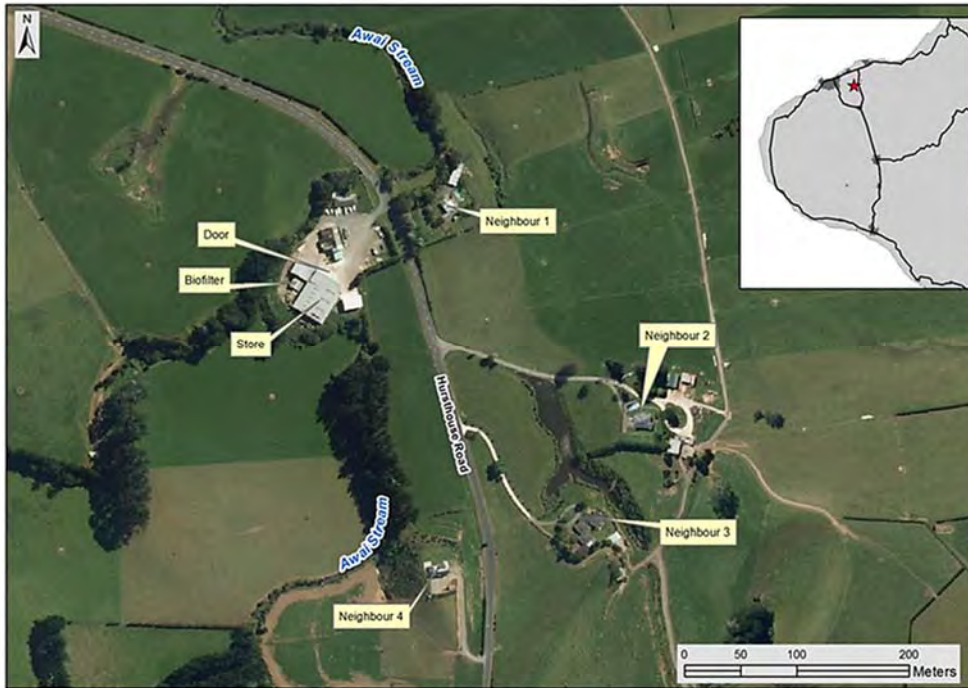 N
Awai Stream
Neighbour 1
Door
Biofilter
Store
Neighbour 2
Hursthouse Road
Neighbour 3
Awai Stream
Neighbour 4
0 50 100 200
Meters